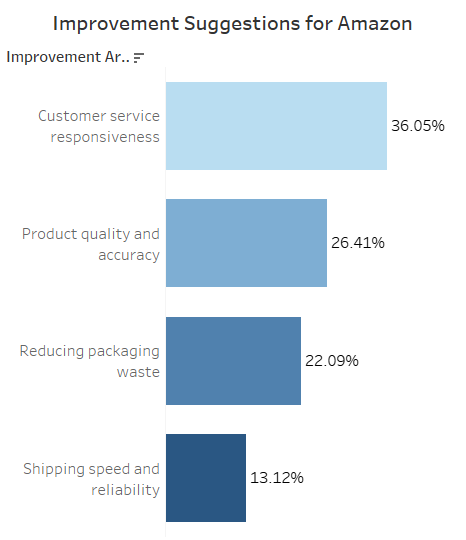 Improvement Suggestions for Amazon
Improvement Ar..
Customer service
responsiveness
36.05%
Product quality and
accuracy
26.41%
Reducing packaging
waste
22.09%
Shipping speed and
reliability
13.12%